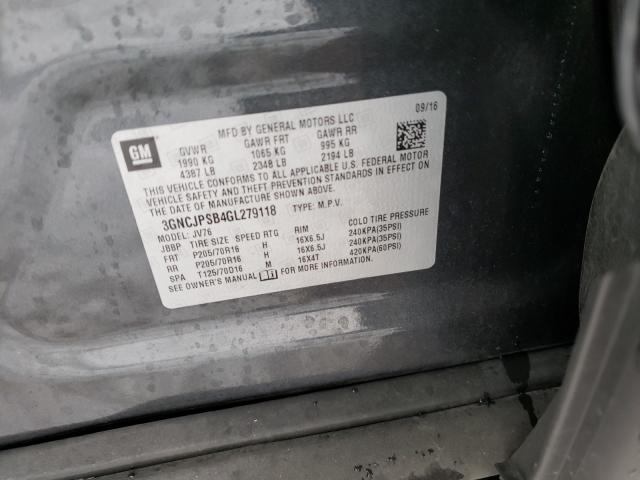 GM
MFD BY GENERAL MOTORS LLC
09/16
GVWR GAWR FRT GAWR RR
1990 KG 1065 KG 995 KG
4387 LB 2348 LB 2194 LB
THIS VEHICLE CONFORMS TO ALL APPLICABLE U.S. FEDERAL MOTOR
VEHICLE SAFETY AND THEFT PREVENTION STANDARDS IN EFFECT ON
THE DATE OF MANUFACTURE SHOWN ABOVE.
3GNCJPSB4GL279118 TYPE: M.P.V.
MODEL: JV76
JBBP TIRE SIZE SPEED RTG RIM COLD TIRE PRESSURE
FRT P205/70R16 H 16X6.5J 240KPA(35PSI)
RR P205/70R16 H 16X6.5J 240KPA(35PSI)
SPA T125/70D16 M 16X4T 420KPA(60PSI)
SEE OWNER'S MANUAL